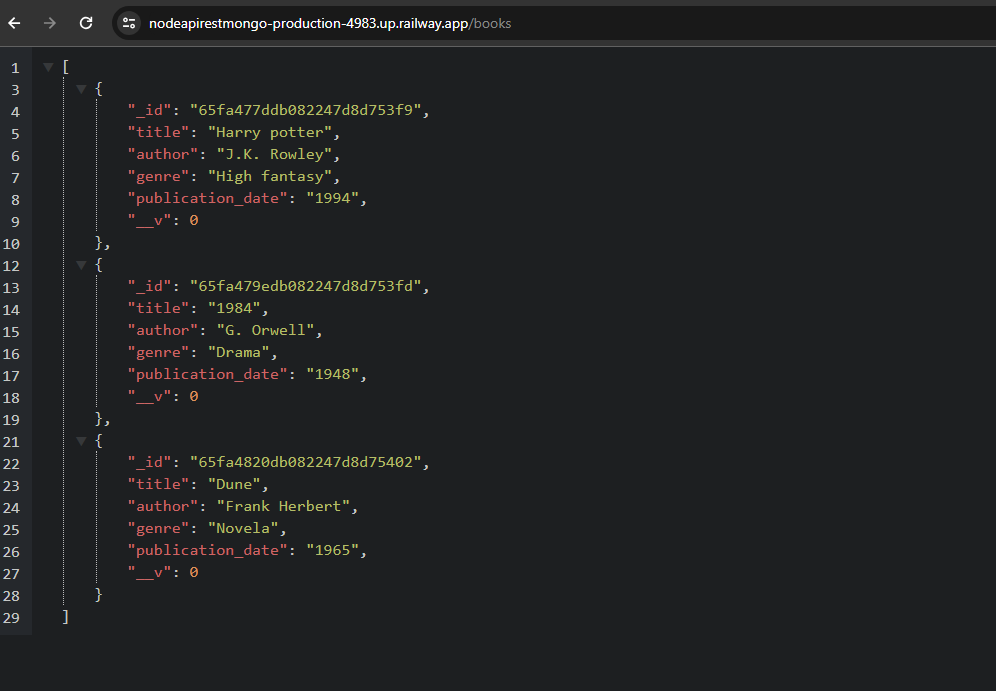 nodeapirestmongo-production-4983.up.railway.app/books
1 [
3 {
4 "_id": "65fa477ddb082247d8d753f9",
5 "title": "Harry potter",
6 "author": "J.K. Rowley",
7 "genre": "High fantasy",
8 "publication_date": "1994",
9 "__v": 0
10 },
12 {
13 "_id": "65fa479edb082247d8d753fd",
14 "title": "1984",
15 "author": "G. Orwell",
16 "genre": "Drama",
17 "publication_date": "1948",
18 "__v": 0
19 },
21 {
22 "_id": "65fa4820db082247d8d75402",
23 "title": "Dune",
24 "author": "Frank Herbert",
25 "genre": "Novela",
26 "publication_date": "1965",
27 "__v": 0
28 }
29 ]